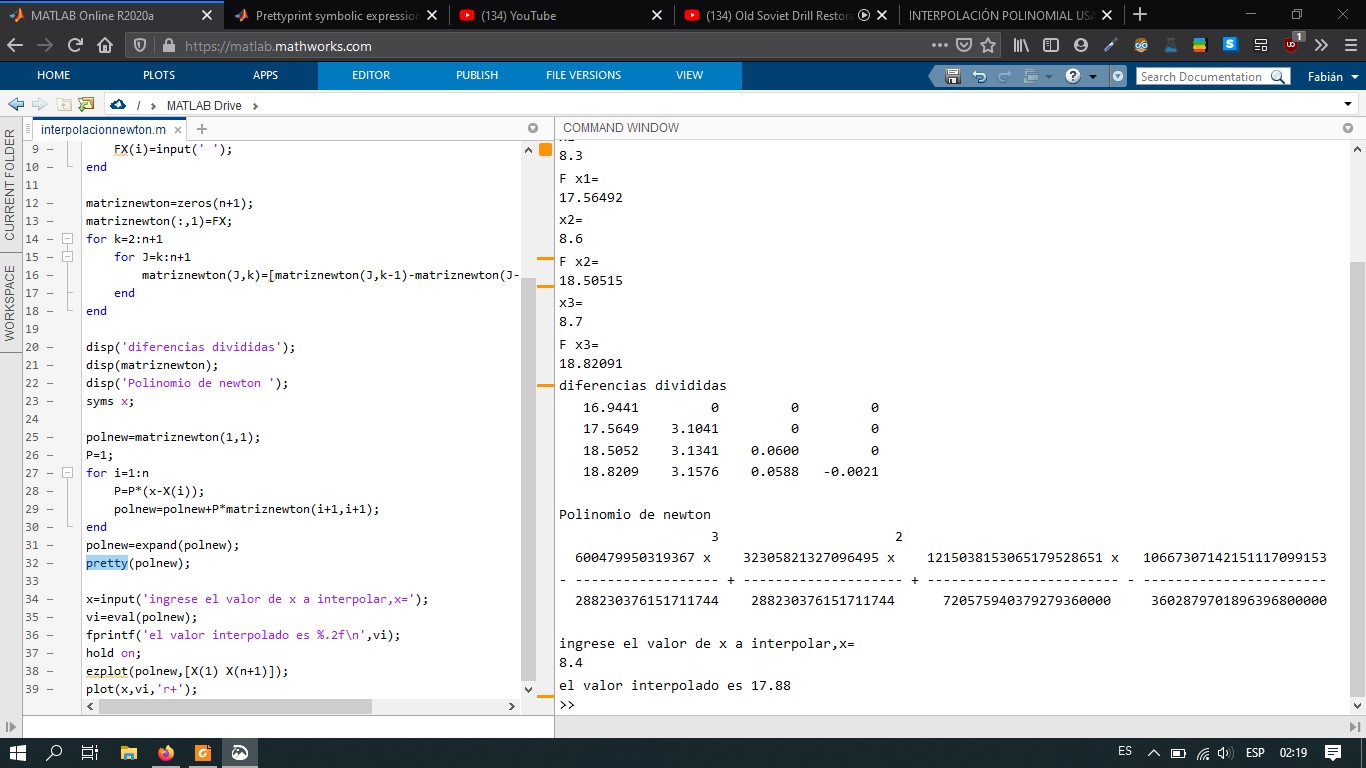 MATLAB Online R2020a
Prettyprint symbolic expression
(134) YouTube
(134) Old Soviet Drill Restora
INTERPOLACIÓN POLINOMIAL USA
https://matlab.mathworks.com
1
HOME PLOTS APPS EDITOR PUBLISH FILE VERSIONS VIEW
Search Documentation
Fabián
/ MATLAB Drive
CURRENT FOLDER
WORKSPACE
interpolacionnewton.m
9 FX(i)=input(' ');
10 end
11
12 matriznewton=zeros(n+1);
13 matriznewton(:,1)=FX;
14 for k=2:n+1
15 for J=k:n+1
16 matriznewton(J,k)=[matriznewton(J,k-1)-matriznewton(J-
17 end
18 end
19
20 disp('diferencias divididas');
21 disp(matriznewton);
22 disp('Polinomio de newton ');
23 syms x;
24
25 polnew=matriznewton(1,1);
26 P=1;
27 for i=1:n
28 P=P*(x-X(i));
29 polnew=polnew+P*matriznewton(i+1,i+1);
30 end
31 polnew=expand(polnew);
32 pretty(polnew);
33
34 x=input('ingrese el valor de x a interpolar,x=');
35 vi=eval(polnew);
36 fprintf('el valor interpolado es %.2f\n',vi);
37 hold on;
38 ezplot(polnew,[X(1) X(n+1)]);
39 plot(x,vi,'r+');
COMMAND WINDOW
8.3
F x1=
17.56492
x2=
8.6
F x2=
18.50515
x3=
8.7
F x3=
18.82091
diferencias divididas
16.9441 0 0 0
17.5649 3.1041 0 0
18.5052 3.1341 0.0600 0
18.8209 3.1576 0.0588 -0.0021
Polinomio de newton
3 2
600479950319367 x 32305821327096495 x 1215038153065179528651 x 10667307142151117099153
- ------------------- + --------------------- + ------------------------- - ------------------------
288230376151711744 288230376151711744 720575940379279360000 3602879701896396800000
ingrese el valor de x a interpolar,x=
8.4
el valor interpolado es 17.88
>>
ES
ESP
02:19